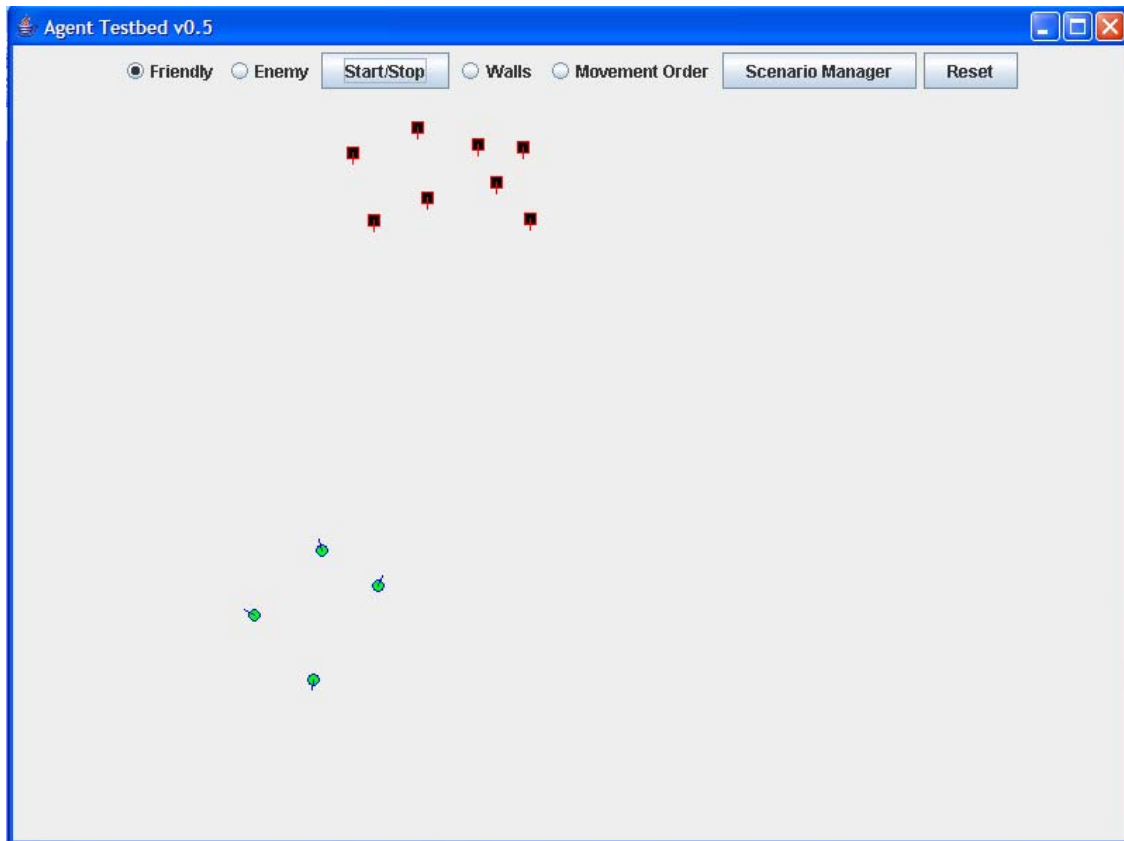 Agent Testbed v0.5
Friendly Enemy Start/Stop Walls Movement Order Scenario Manager Reset